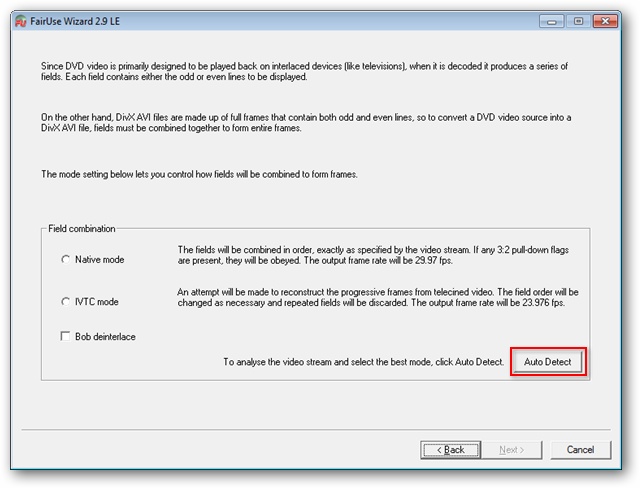 FairUse Wizard 2.9 LE
Since DVD video is primarily designed to be played back on interlaced devices (like televisions), when it is decoded it produces a series of
fields. Each field contains either the odd or even lines to be displayed.
On the other hand, DivX AVI files are made up of full frames that contain both odd and even lines, so to convert a DVD video source into a
DivX AVI file, fields must be combined together to form entire frames.
The mode setting below lets you control how fields will be combined to form frames.
Field combination
Native mode
The fields will be combined in order, exactly as specified by the video stream. If any 3:2 pull-down flags
are present, they will be obeyed. The output frame rate will be 29.97 fps.
IVTC mode
An attempt will be made to reconstruct the progressive frames from telecined video. The field order will be
changed as necessary and repeated fields will be discarded. The output frame rate will be 23.976 fps.
Bob deinterlace
To analyse the video stream and select the best mode, click Auto Detect.
Auto Detect
< Back
Next >
Cancel